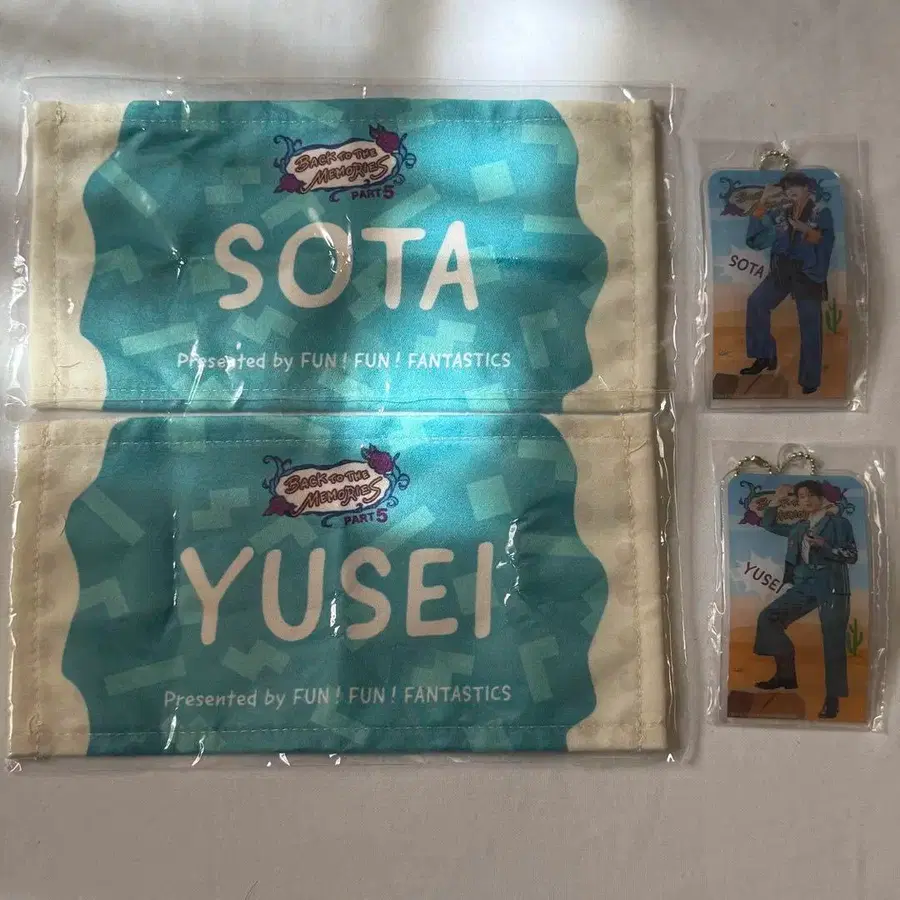 BACK TO THE
MEMORIES
PART 5
SOTA
Presented by FUN! FUN! FANTASTICS
BACK TO THE
MEMORIES
PART 5
YUSEI
Presented by FUN! FUN! FANTASTICS
SOTA
YUSEI